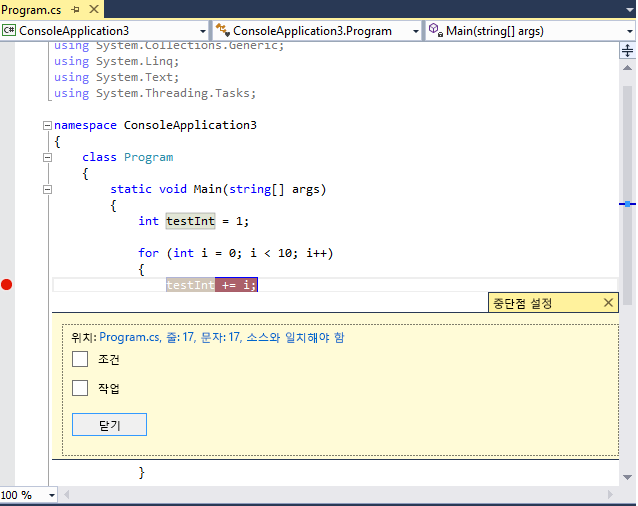 Program.cs
C# ConsoleApplication3 ConsoleApplication3.Program Main(string[] args)
using System.Collections.Generic;
using System.Linq;
using System.Text;
using System.Threading.Tasks;
namespace ConsoleApplication3
{
class Program
{
static void Main(string[] args)
{
int testInt = 1;
for (int i = 0; i < 10; i++)
{
testInt += i;
중단점 설정
위치: Program.cs, 줄: 17, 문자: 17, 소스와 일치해야 함
조건
작업
닫기
}
100 %